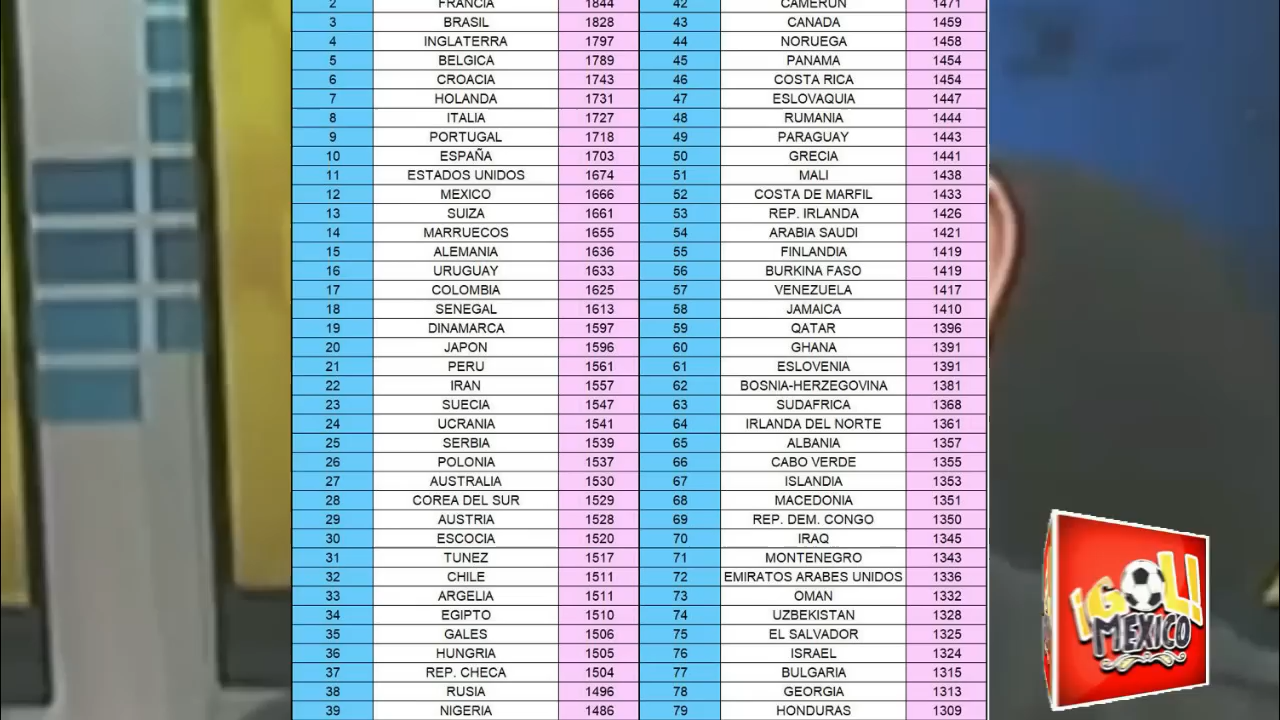 2 FRANCIA 1844 42 CAMERUN 1471
3 BRASIL 1828 43 CANADA 1459
4 INGLATERRA 1797 44 NORUEGA 1458
5 BELGICA 1789 45 PANAMA 1454
6 CROACIA 1743 46 COSTA RICA 1454
7 HOLANDA 1731 47 ESLOVAQUIA 1447
8 ITALIA 1727 48 RUMANIA 1444
9 PORTUGAL 1718 49 PARAGUAY 1443
10 ESPAÑA 1703 50 GRECIA 1441
11 ESTADOS UNIDOS 1674 51 MALI 1438
12 MEXICO 1666 52 COSTA DE MARFIL 1433
13 SUIZA 1661 53 REP. IRLANDA 1426
14 MARRUECOS 1655 54 ARABIA SAUDI 1421
15 ALEMANIA 1636 55 FINLANDIA 1419
16 URUGUAY 1633 56 BURKINA FASO 1419
17 COLOMBIA 1625 57 VENEZUELA 1417
18 SENEGAL 1613 58 JAMAICA 1410
19 DINAMARCA 1597 59 QATAR 1396
20 JAPON 1596 60 GHANA 1391
21 PERU 1561 61 ESLOVENIA 1391
22 IRAN 1557 62 BOSNIA-HERZEGOVINA 1381
23 SUECIA 1547 63 SUDAFRICA 1368
24 UCRANIA 1541 64 IRLANDA DEL NORTE 1361
25 SERBIA 1539 65 ALBANIA 1357
26 POLONIA 1537 66 CABO VERDE 1355
27 AUSTRALIA 1530 67 ISLANDIA 1353
28 COREA DEL SUR 1529 68 MACEDONIA 1351
29 AUSTRIA 1528 69 REP. DEM. CONGO 1350
30 ESCOCIA 1520 70 IRAQ 1345
31 TUNEZ 1517 71 MONTENEGRO 1343
32 CHILE 1511 72 EMIRATOS ARABES UNIDOS 1336
33 ARGELIA 1511 73 OMAN 1332
34 EGIPTO 1510 74 UZBEKISTAN 1328
35 GALES 1506 75 EL SALVADOR 1325
36 HUNGRIA 1505 76 ISRAEL 1324
37 REP. CHECA 1504 77 BULGARIA 1315
38 RUSIA 1496 78 GEORGIA 1313
39 NIGERIA 1486 79 HONDURAS 1309
¡GOL!
MEXICO